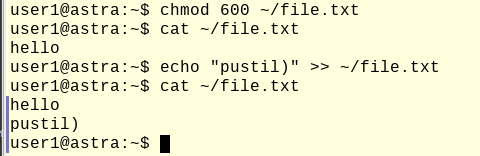 user1@astra:~$ chmod 600 ~/file.txt
user1@astra:~$ cat ~/file.txt
hello
user1@astra:~$ echo "pustil)" >> ~/file.txt
user1@astra:~$ cat ~/file.txt
hello
pustil)
user1@astra:~$